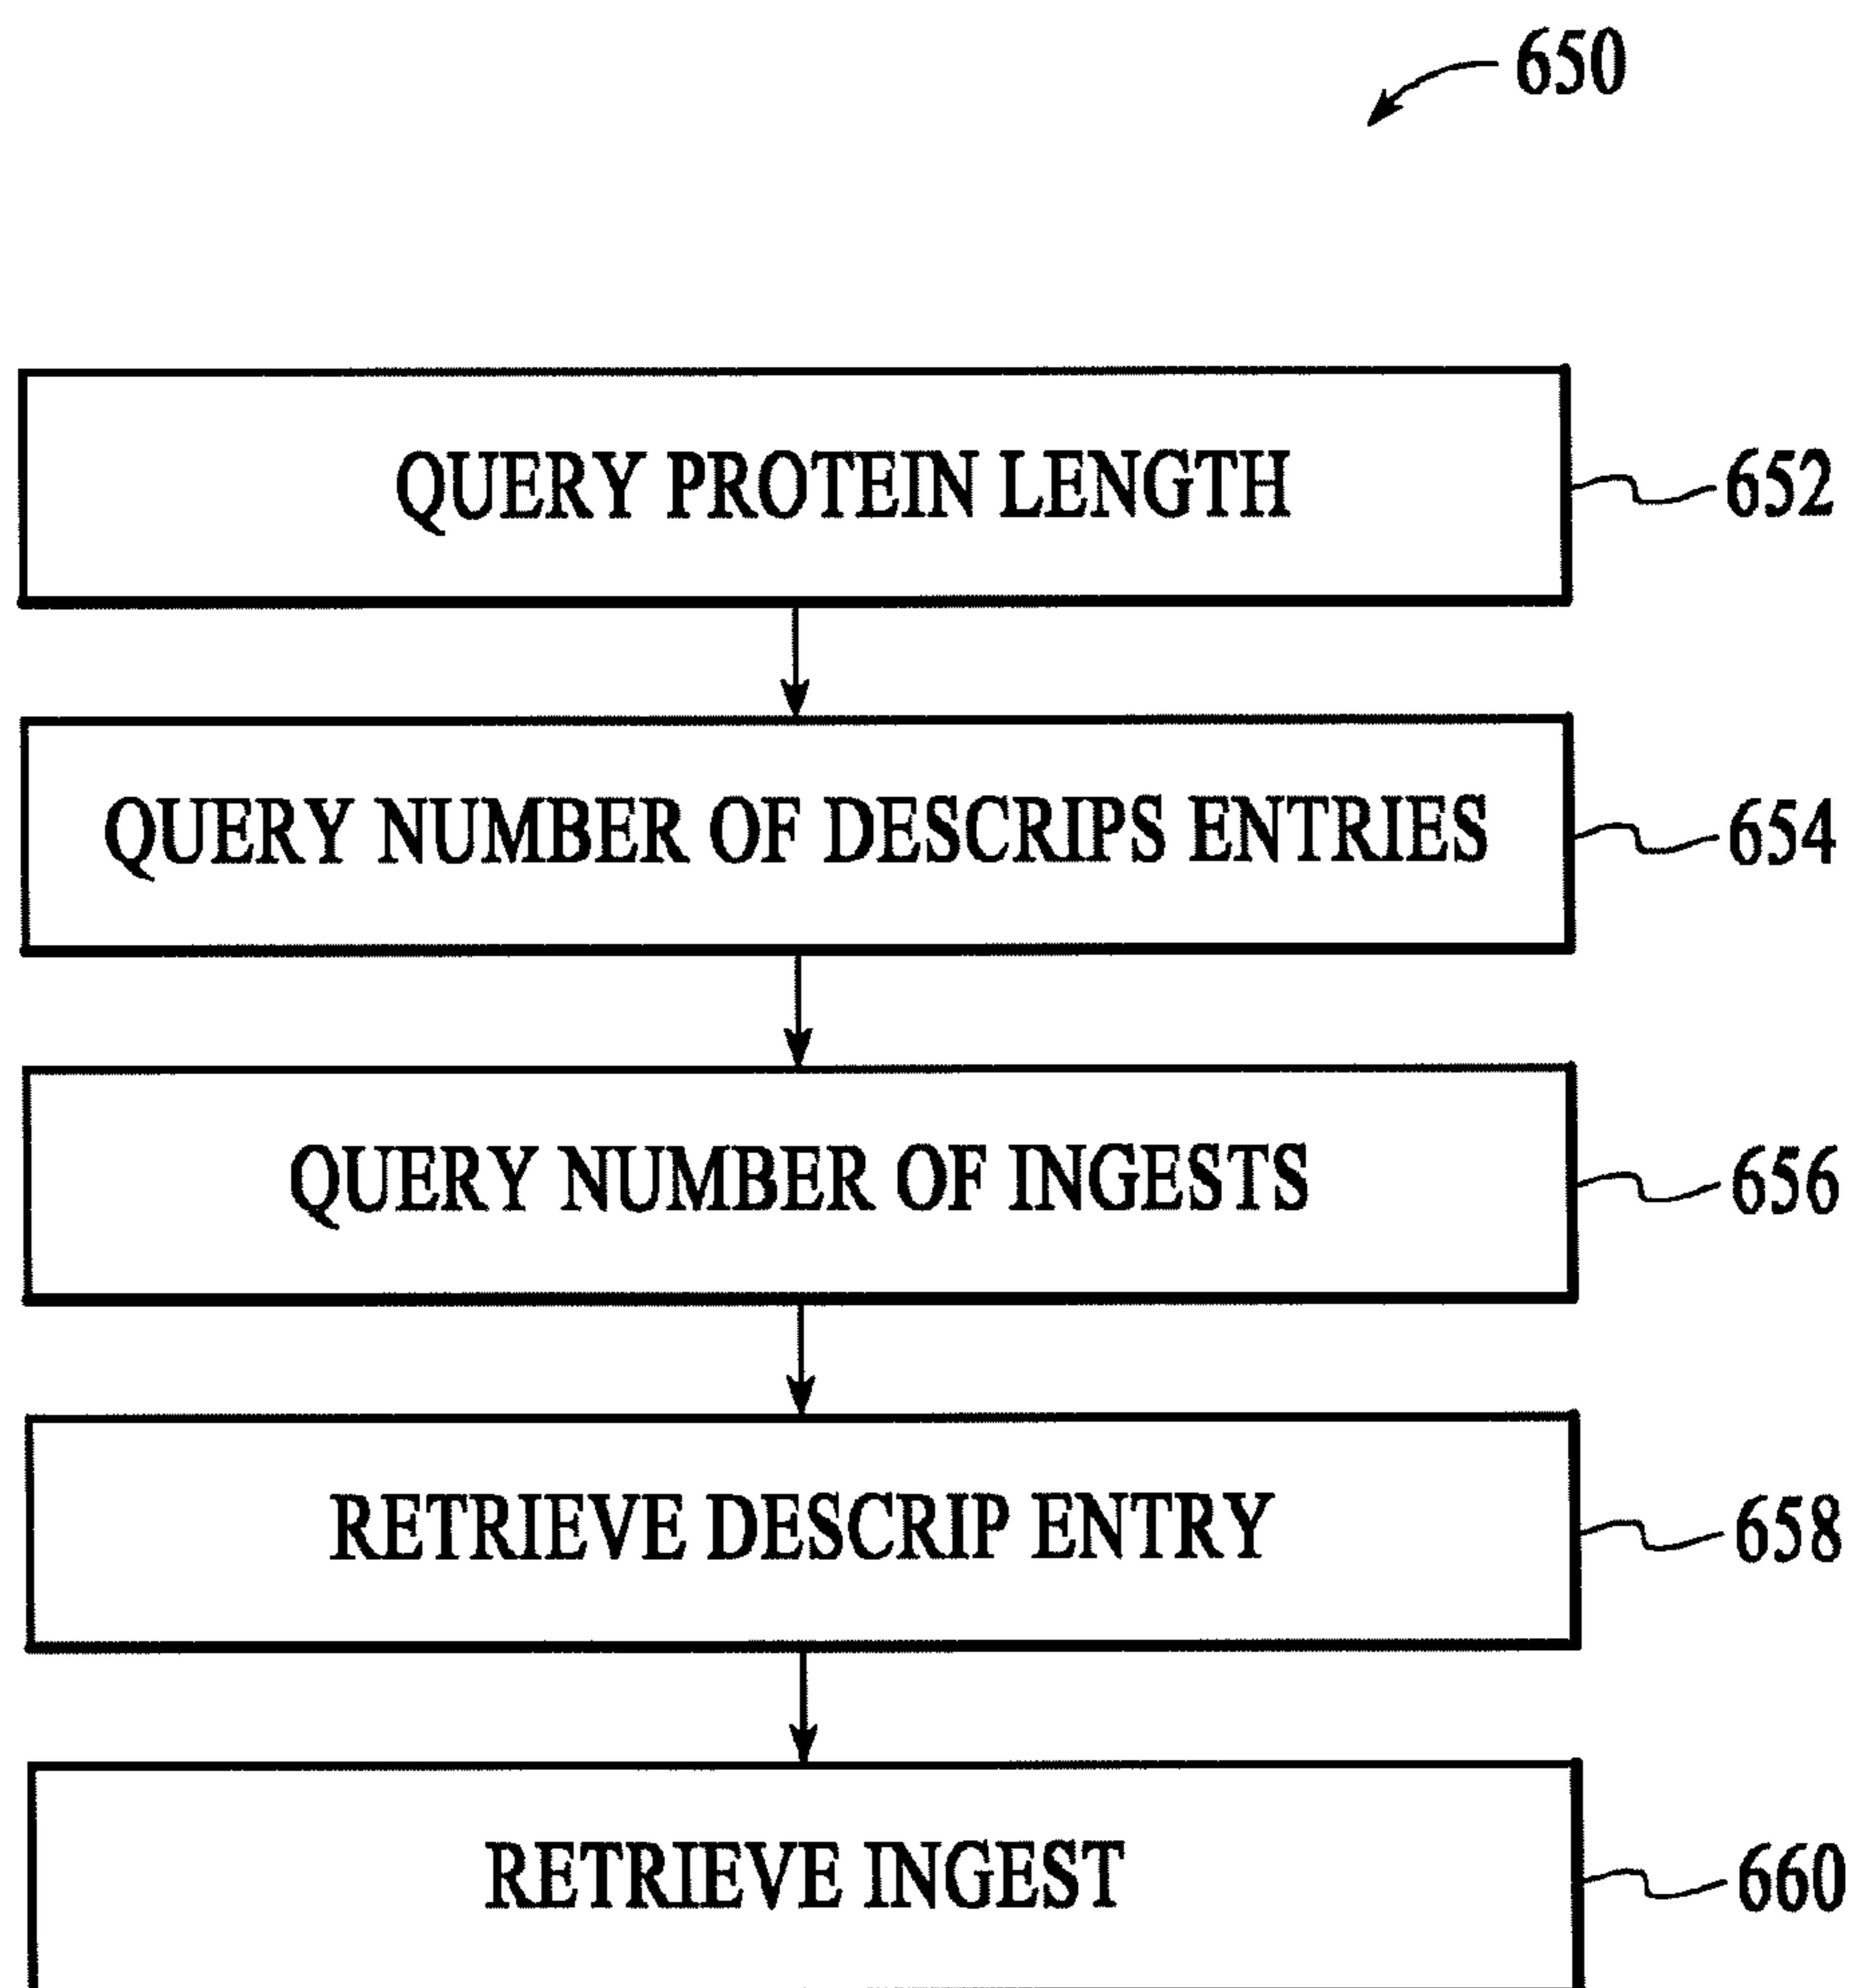 650
QUERY PROTEIN LENGTH
652
QUERY NUMBER OF DESCRIPS ENTRIES
654
QUERY NUMBER OF INGESTS
656
RETRIEVE DESCRIP ENTRY
658
RETRIEVE INGEST
660